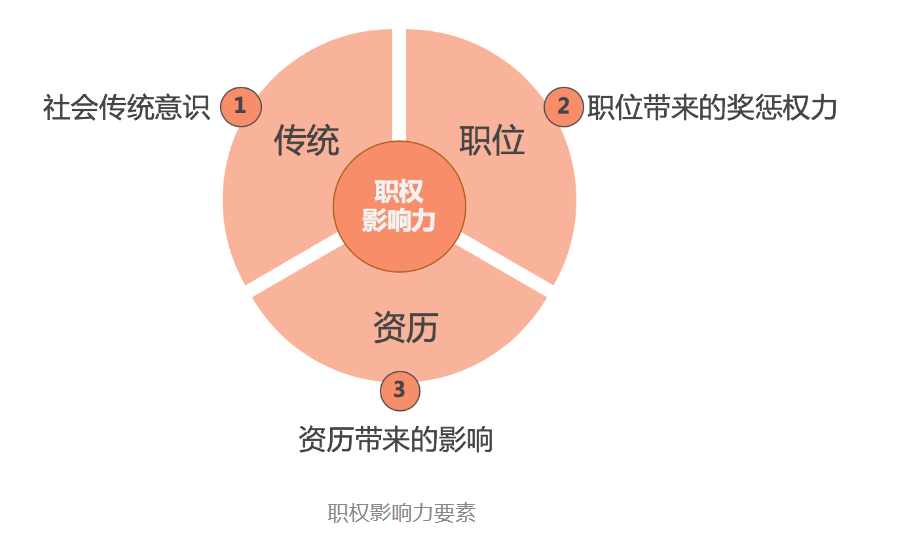 社会传统意识
1
传统
职位
2
职位带来的奖惩权力
职权
影响力
资历
3
资历带来的影响
职权影响力要素